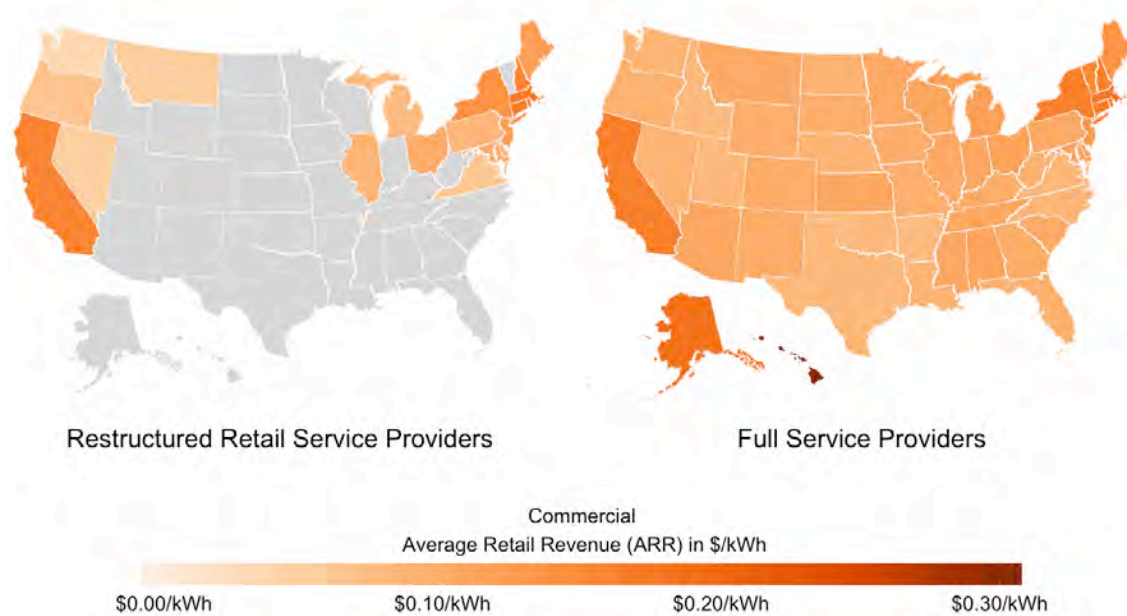 Restructured Retail Service Providers
Full Service Providers
Commercial
Average Retail Revenue (ARR) in $/kWh
$0.00/kWh
$0.10/kWh
$0.20/kWh
$0.30/kWh